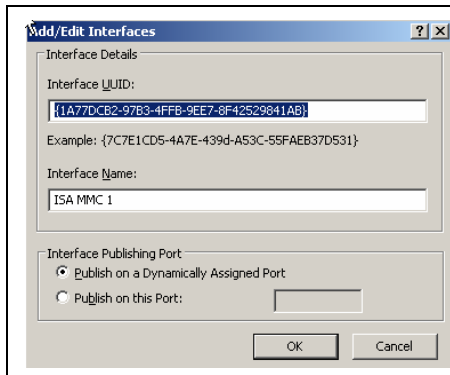 Add/Edit Interfaces
Interface Details
Interface UUID:
{1A77DCB2-97B3-4FFB-9EE7-8F42529841AB}
Example: {7C7E1CD5-4A7E-439d-A53C-55FAEB37D531}
Interface Name:
ISA MMC 1
Interface Publishing Port
Publish on a Dynamically Assigned Port
Publish on this Port:
OK Cancel